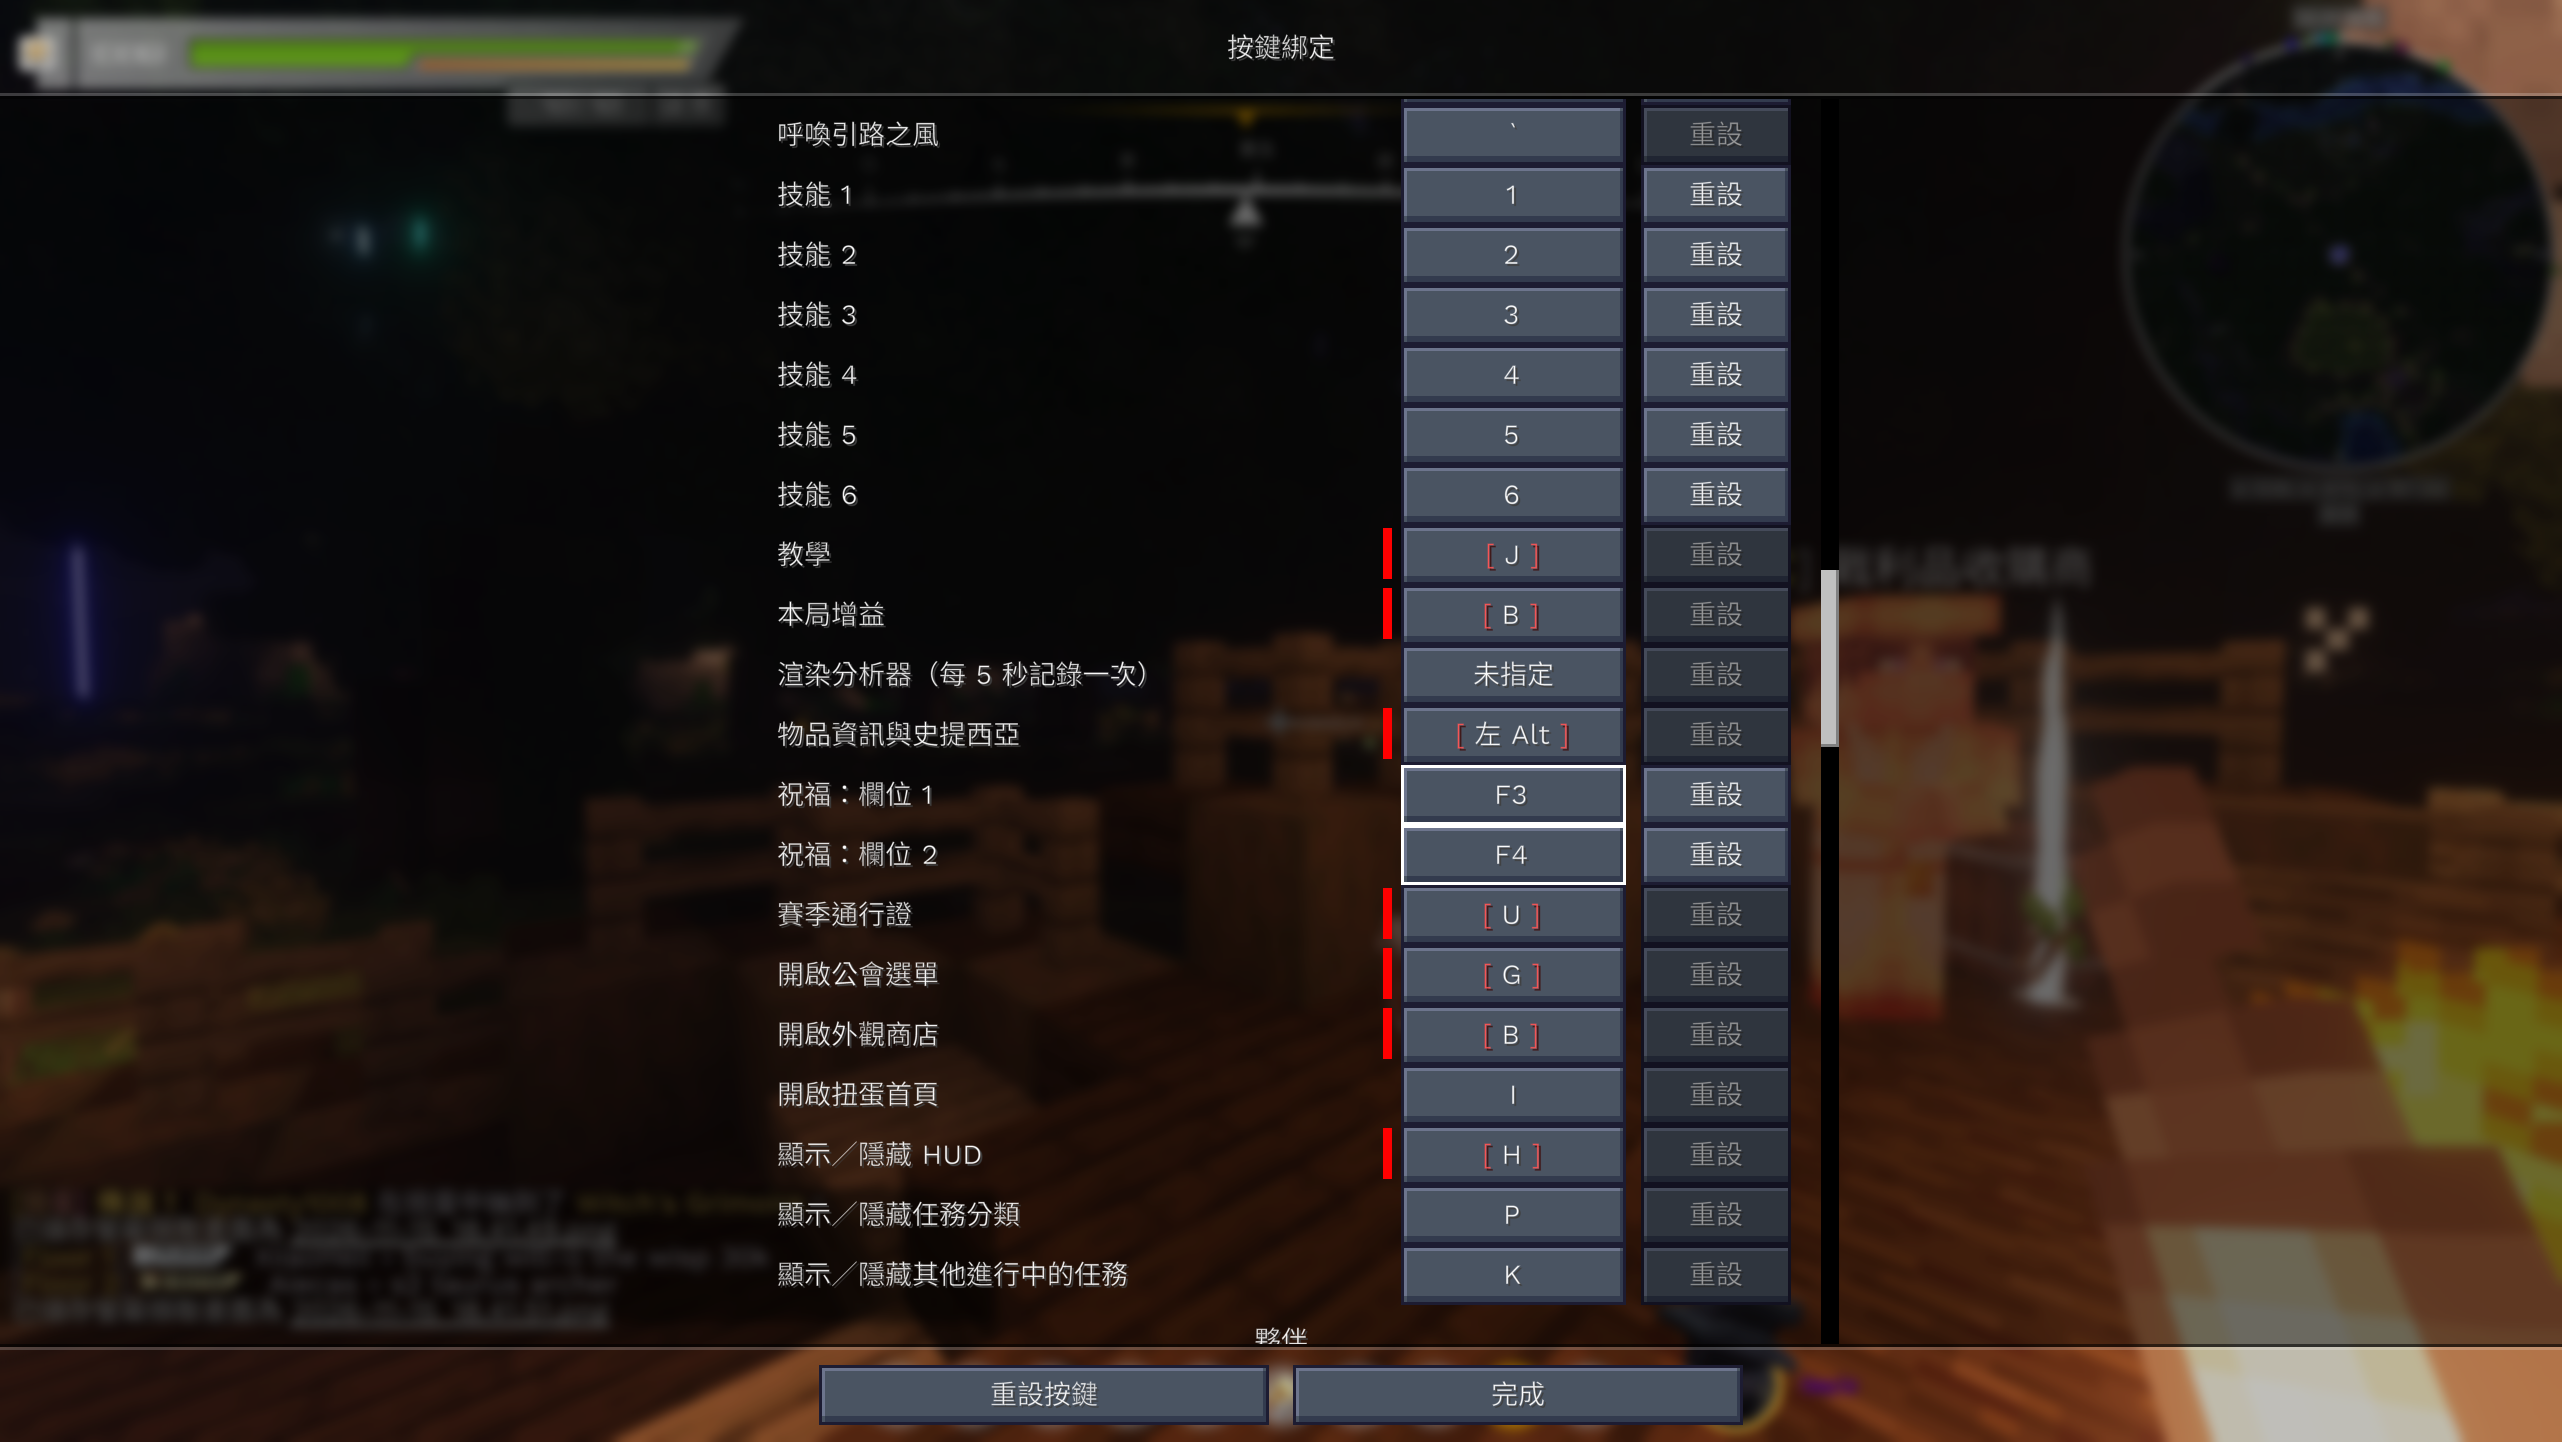 按鍵綁定
呼喚引路之風 ` 重設
技能 1 1 重設
技能 2 2 重設
技能 3 3 重設
技能 4 4 重設
技能 5 5 重設
技能 6 6 重設
教學 [ J ] 重設
本局增益 [ B ] 重設
渲染分析器（每 5 秒記錄一次） 未指定 重設
物品資訊與史提西亞 [ 左 Alt ] 重設
祝福：欄位 1 F3 重設
祝福：欄位 2 F4 重設
賽季通行證 [ U ] 重設
開啟公會選單 [ G ] 重設
開啟外觀商店 [ B ] 重設
開啟扭蛋首頁 I 重設
顯示／隱藏 HUD [ H ] 重設
顯示／隱藏任務分類 P 重設
顯示／隱藏其他進行中的任務 K 重設
夥伴
重設按鍵 完成